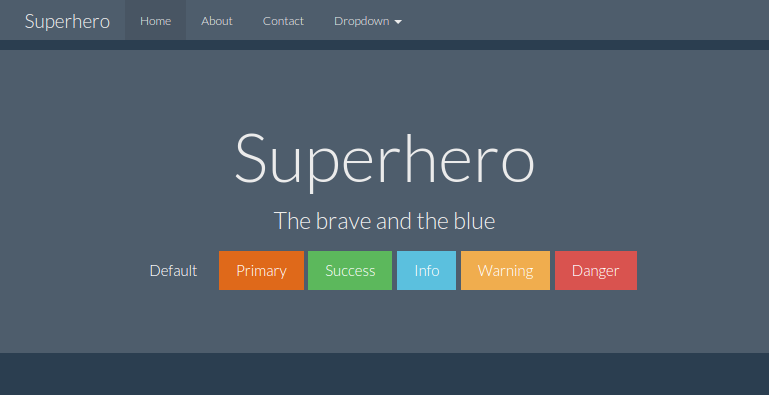 Superhero Home About Contact Dropdown
Superhero
The brave and the blue
Default Primary Success Info Warning Danger